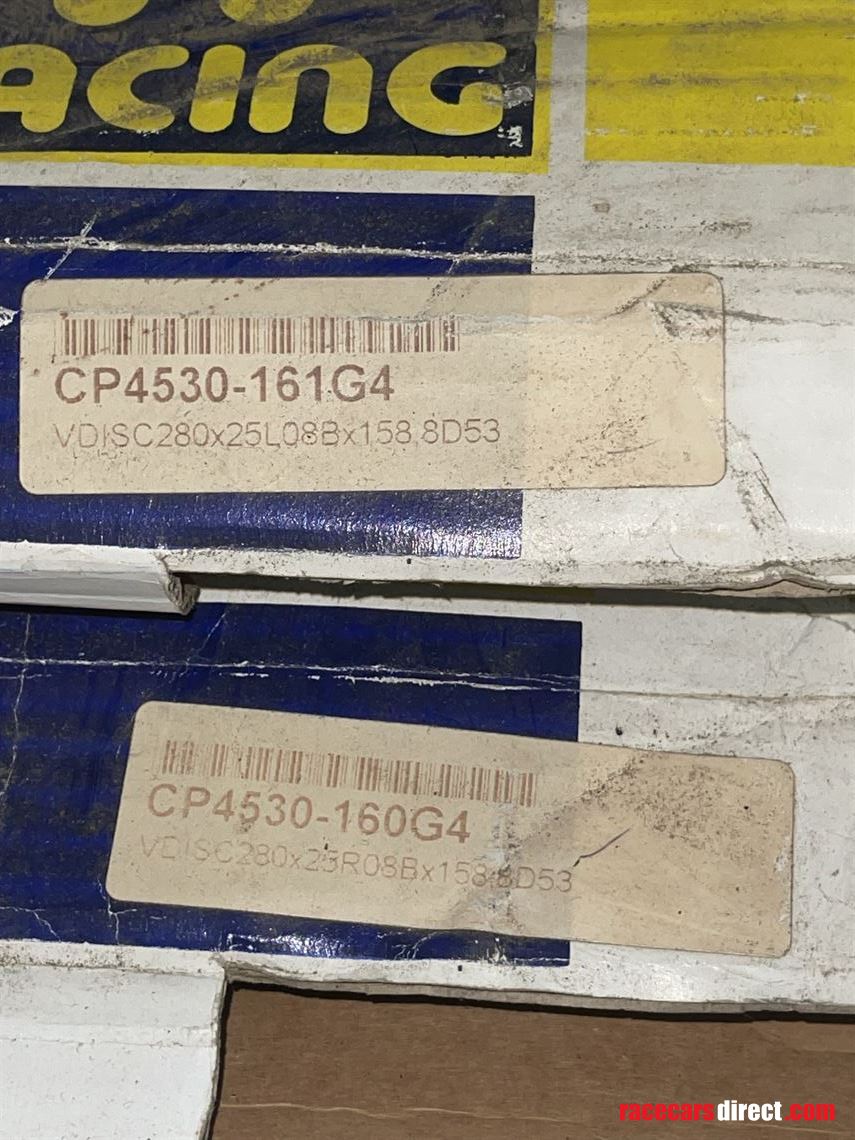 ACING
CP4530-161G4
VDISC280x25L08Bx158.8D53
CP4530-160G4
VDISC280x25R08Bx158.8D53
racecarsdirect.com